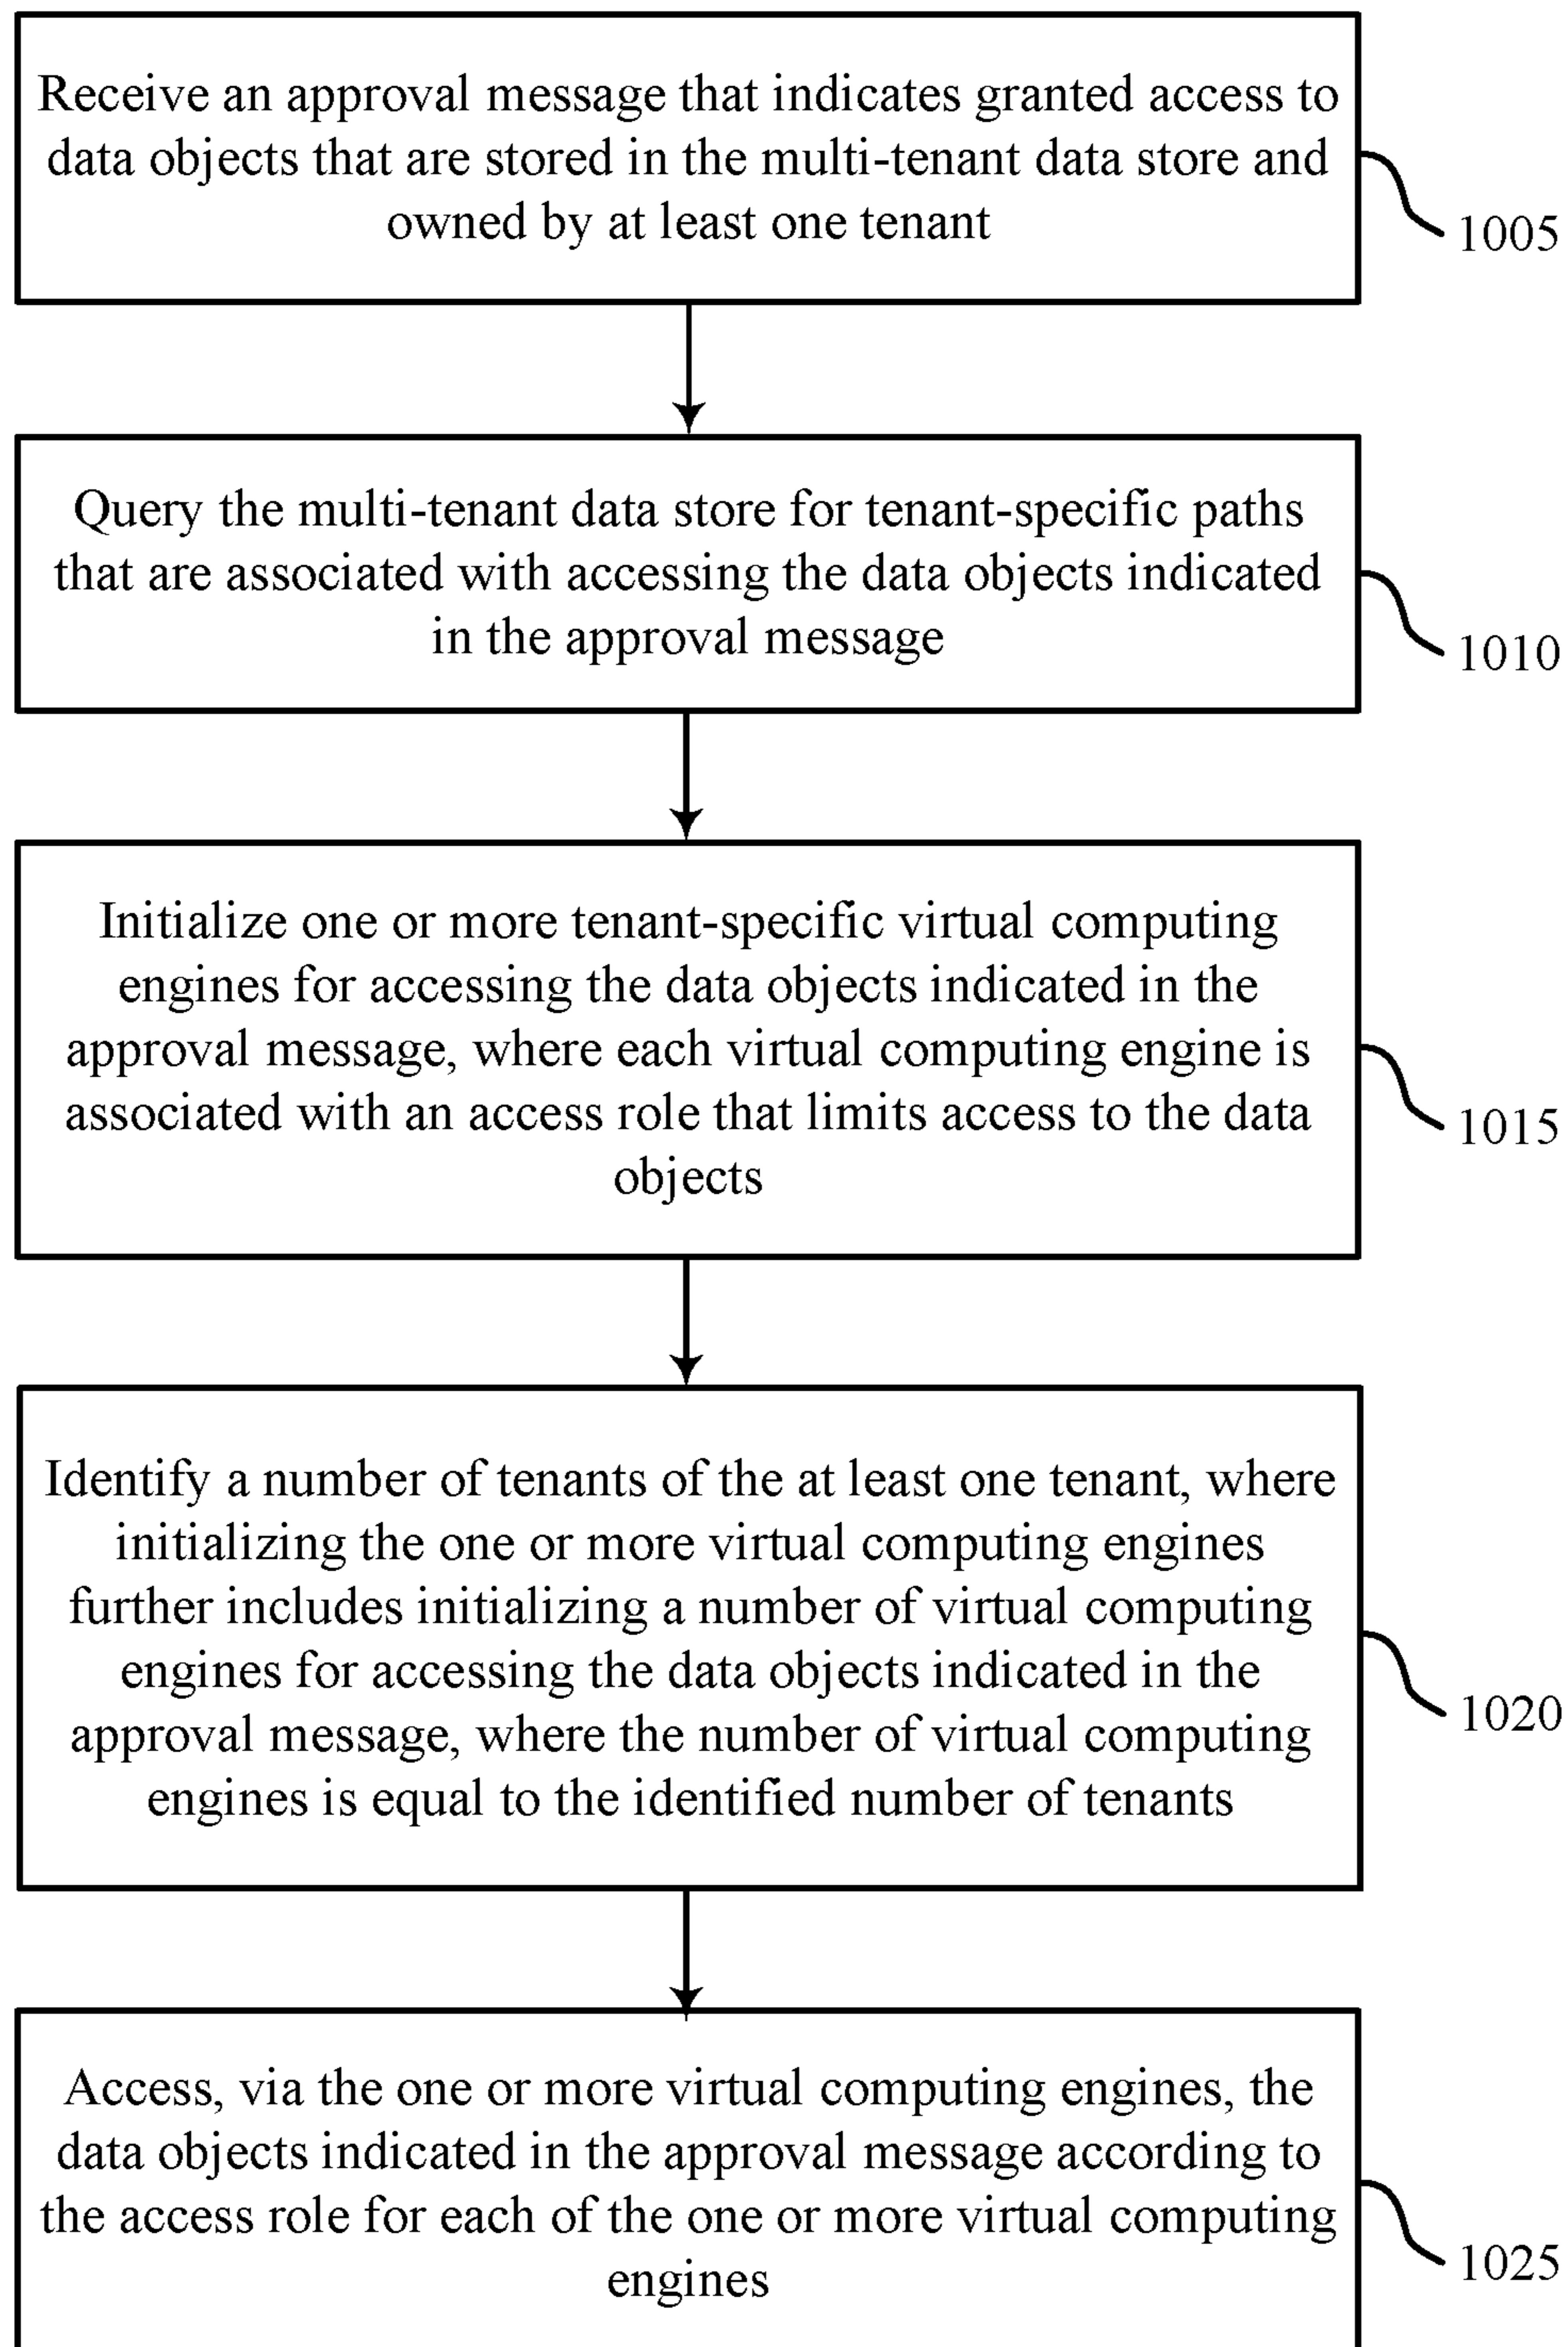 Receive an approval message that indicates granted access to
data objects that are stored in the multi-tenant data store and
owned by at least one tenant
1005
Query the multi-tenant data store for tenant-specific paths
that are associated with accessing the data objects indicated
in the approval message
1010
Initialize one or more tenant-specific virtual computing
engines for accessing the data objects indicated in the
approval message, where each virtual computing engine is
associated with an access role that limits access to the data
objects
1015
Identify a number of tenants of the at least one tenant, where
initializing the one or more virtual computing engines
further includes initializing a number of virtual computing
engines for accessing the data objects indicated in the
approval message, where the number of virtual computing
engines is equal to the identified number of tenants
1020
Access, via the one or more virtual computing engines, the
data objects indicated in the approval message according to
the access role for each of the one or more virtual computing
engines
1025